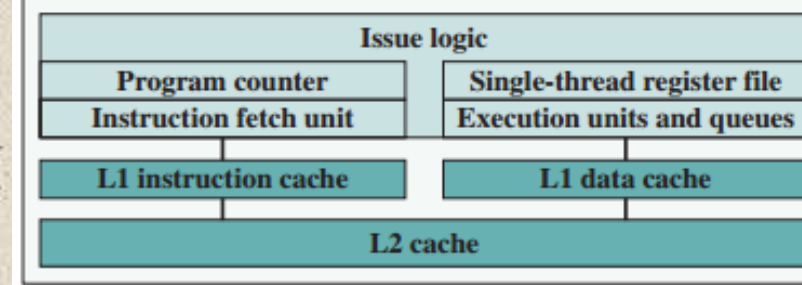 Issue logic
Program counter
Single-thread register file
Instruction fetch unit
Execution units and queues
L1 instruction cache
L1 data cache
L2 cache